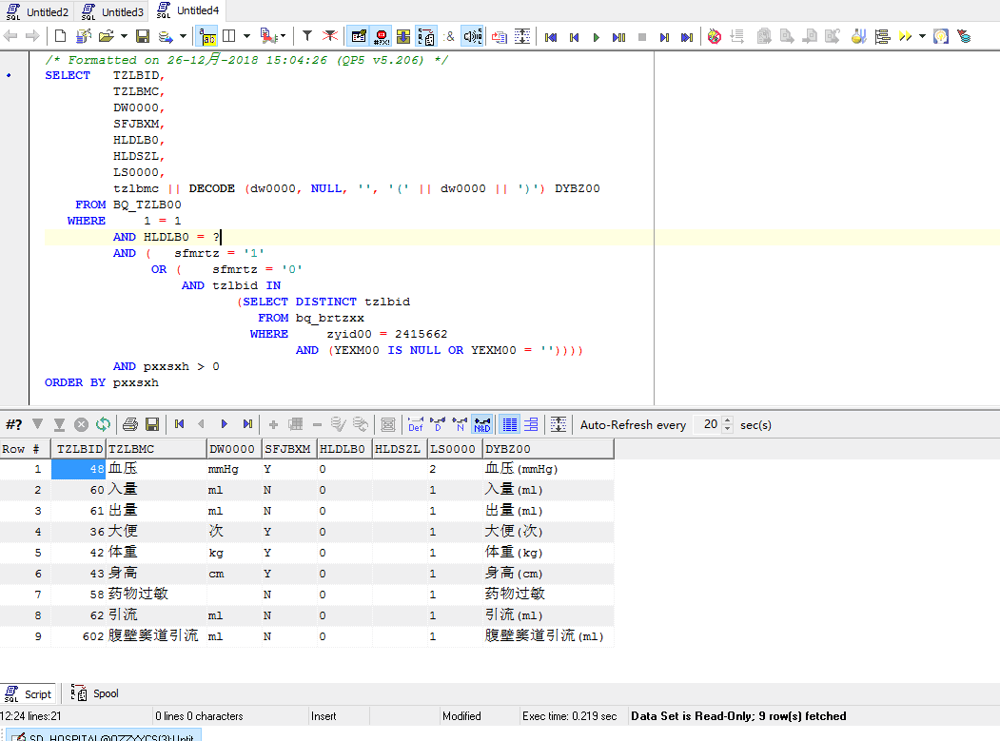 Untitled2 Untitled3 Untitled4
/* Formatted on 26-12月-2018 15:04:26 (QP5 v5.206) */
SELECT TZLBID,
TZLBMC,
DW0000,
SFJBXM,
HLDLB0,
HLDSZL,
LS0000,
tzlbmc || DECODE (dw0000, NULL, '', '(' || dw0000 || ')') DYBZ00
FROM BQ_TZLB00
WHERE 1 = 1
AND HLDLB0 = ?
AND ( sfmrtz = '1'
OR ( sfmrtz = '0'
AND tzlbid IN
(SELECT DISTINCT tzlbid
FROM bq_brtzxx
WHERE zyid00 = 2415662
AND (YEXM00 IS NULL OR YEXM00 = ''))))
AND pxxsxh > 0
ORDER BY pxxsxh
#? Def D N N&D Auto-Refresh every 20 sec(s)
Row # TZLBID TZLBMC DW0000 SFJBXM HLDLB0 HLDSZL LS0000 DYBZ00
1 48 血压 mmHg Y 0 2 血压(mmHg)
2 60 入量 ml N 0 1 入量(ml)
3 61 出量 ml N 0 1 出量(ml)
4 36 大便 次 Y 0 1 大便(次)
5 42 体重 kg Y 0 1 体重(kg)
6 43 身高 cm Y 0 1 身高(cm)
7 58 药物过敏 N 0 1 药物过敏
8 62 引流 ml N 0 1 引流(ml)
9 602 腹壁窦道引流 ml N 0 1 腹壁窦道引流(ml)
Script Spool
12:24 lines:21 0 lines 0 characters Insert Modified Exec time: 0.219 sec Data Set is Read-Only; 9 row(s) fetched